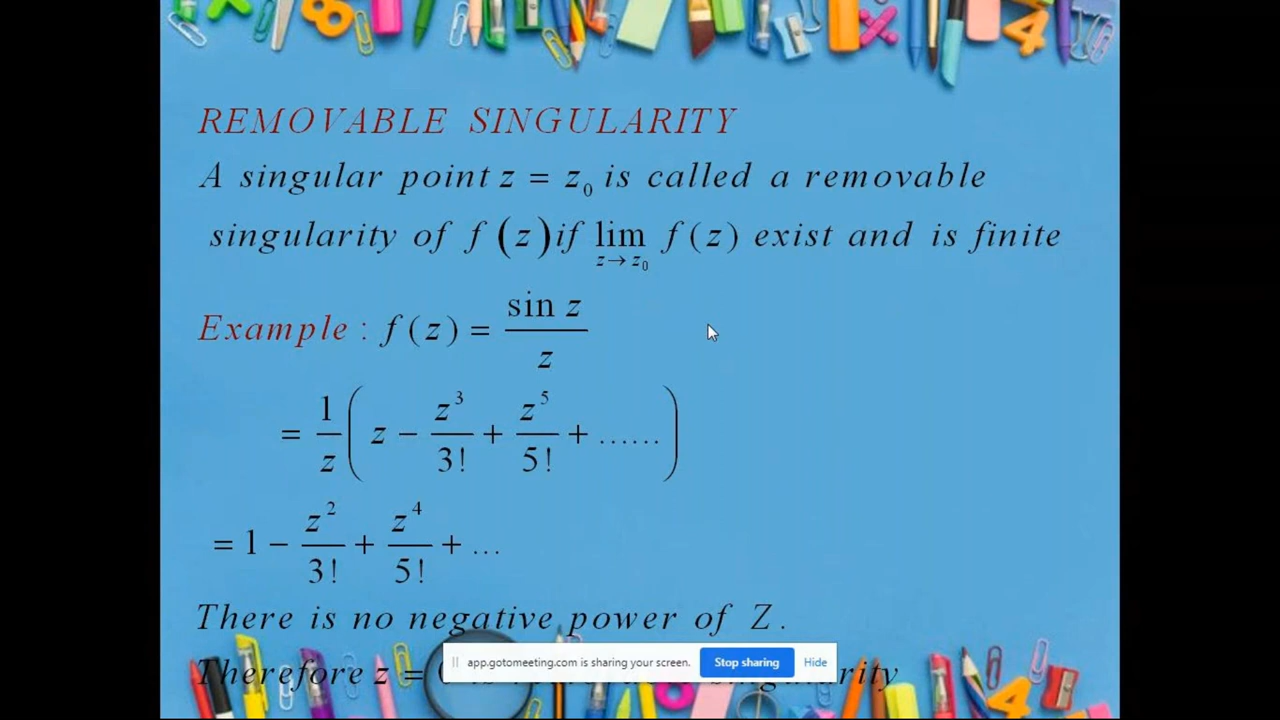 REMOVABLE SINGULARITY
A singular point z = z₀ is called a removable
singularity of f (z) if lim z→z₀ f(z) exist and is finite
Example : f(z) = sin z / z
= 1/z ( z − z³/3! + z⁵/5! + ...... )
= 1 − z²/3! + z⁴/5! + ...
There is no negative power of Z.
Therefore z =
app.gotomeeting.com is sharing your screen. Stop sharing Hide